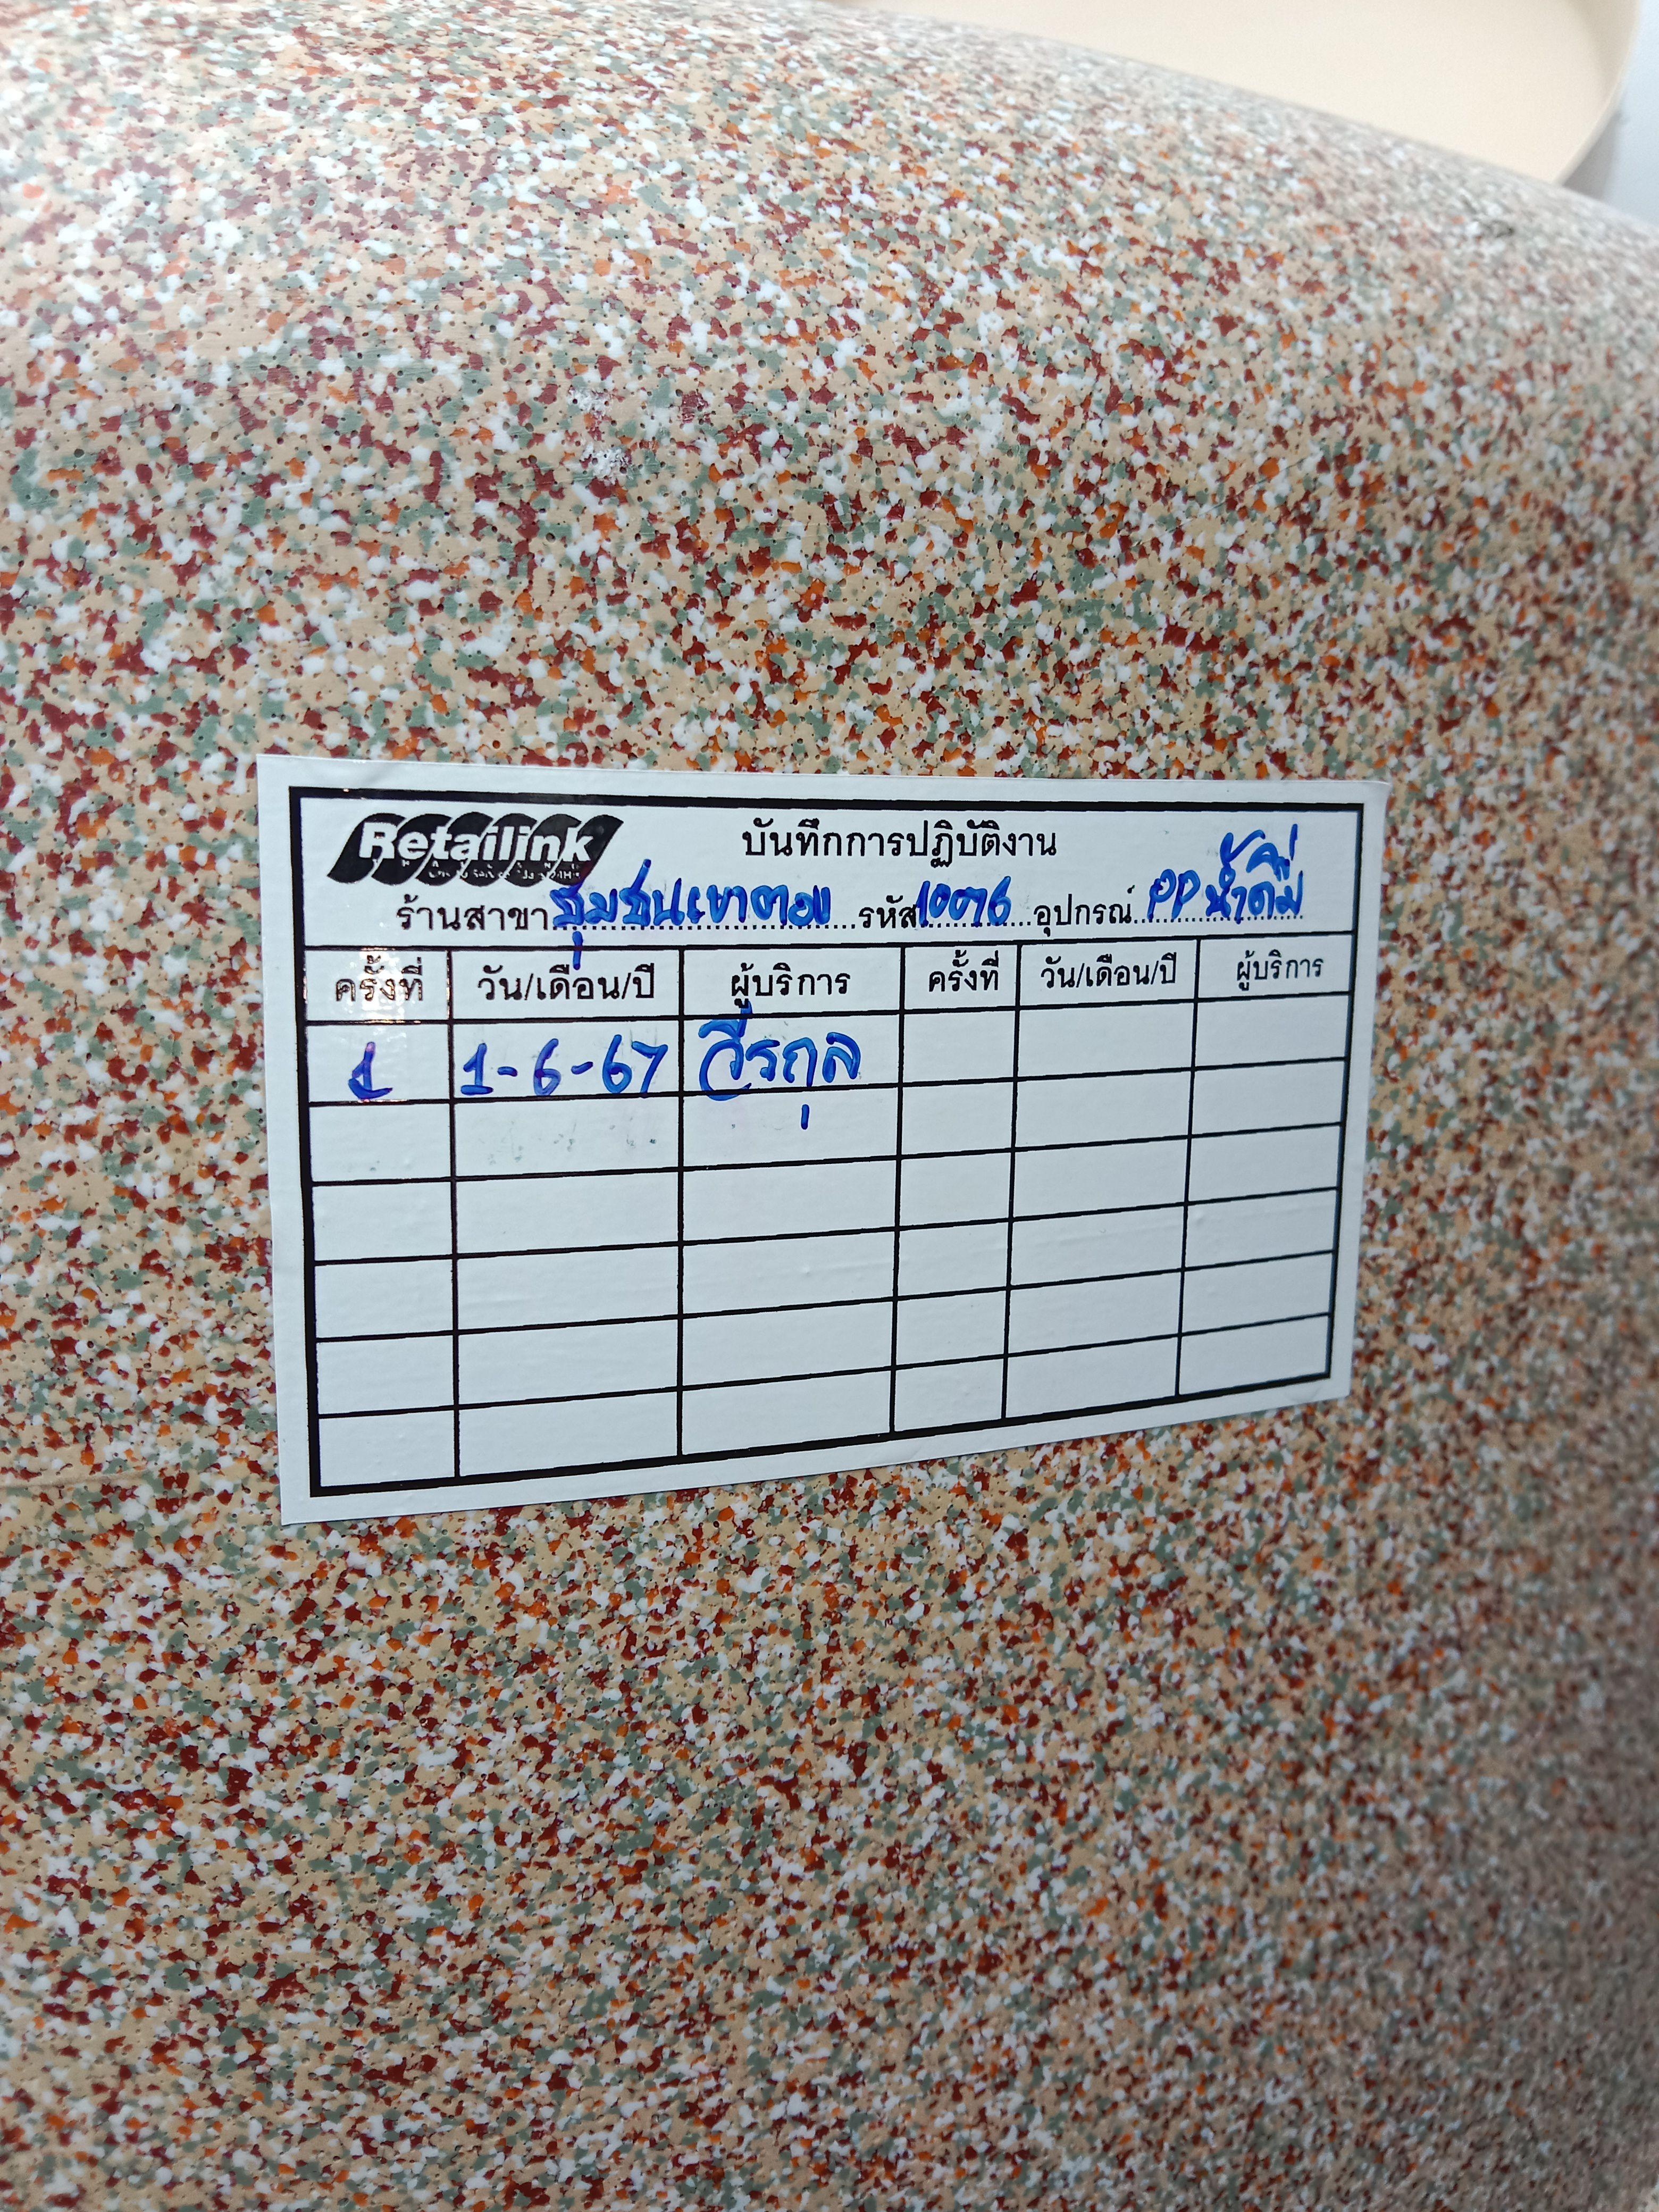 Retailink
บันทึกการปฏิบัติงาน
ร้านสาขา ชุมชนเขาตอง รหัส 10076 อุปกรณ์ PP น้ำดื่ม
ครั้งที่ วัน/เดือน/ปี ผู้บริการ ครั้งที่ วัน/เดือน/ปี ผู้บริการ
1 1-6-67 วีรกุล